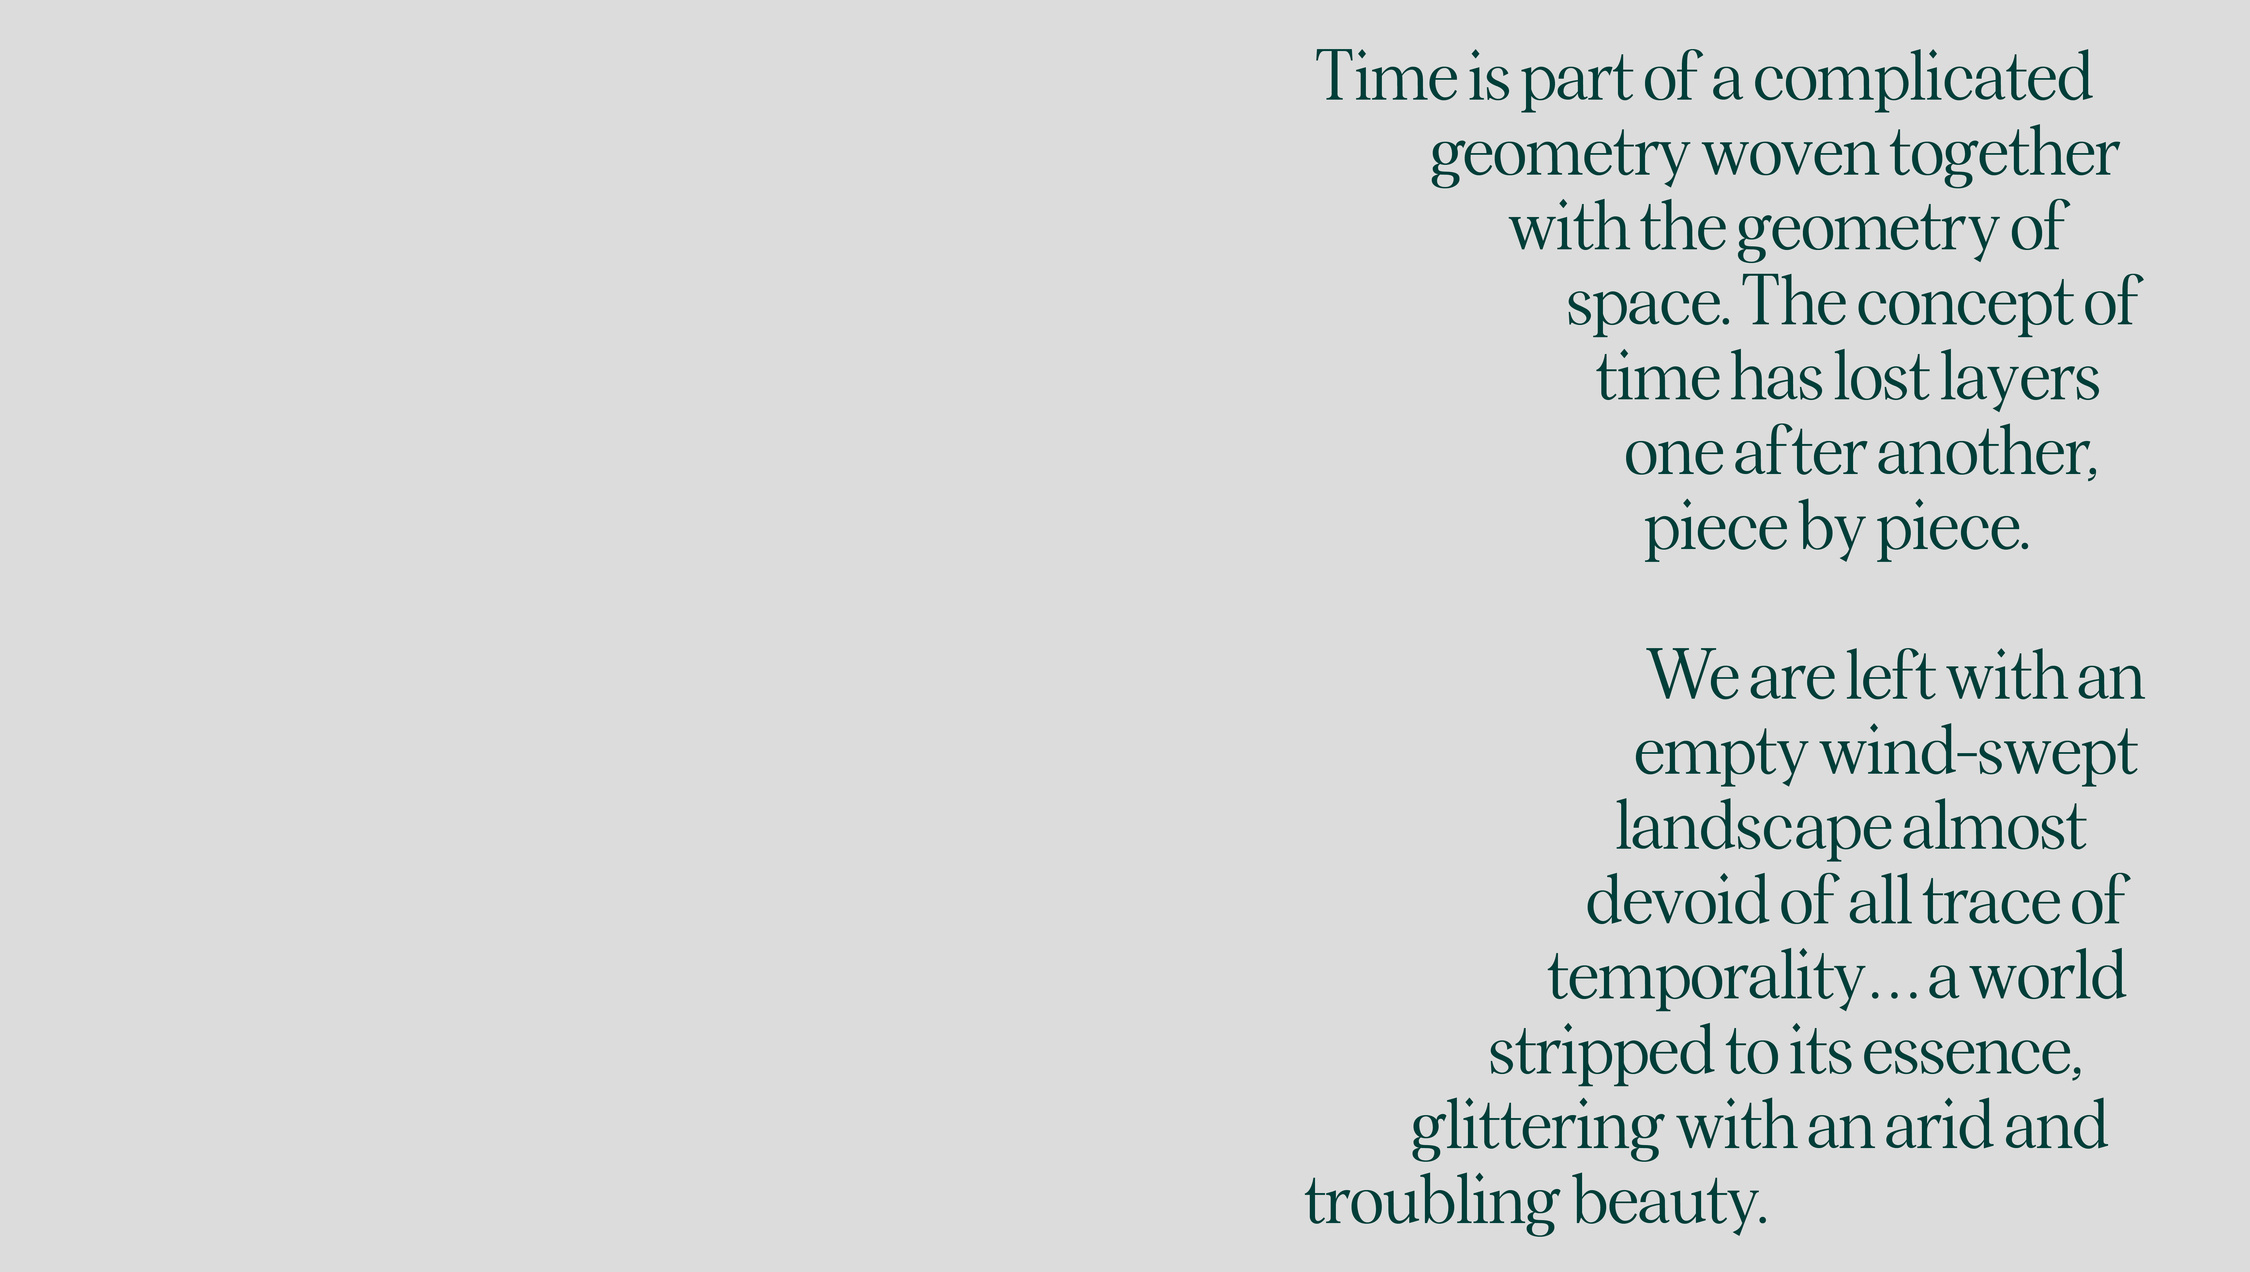 Time is part of a complicated
geometry woven together
with the geometry of
space. The concept of
time has lost layers
one after another,
piece by piece.
We are left with an
empty wind-swept
landscape almost
devoid of all trace of
temporality…a world
stripped to its essence,
glittering with an arid and
troubling beauty.